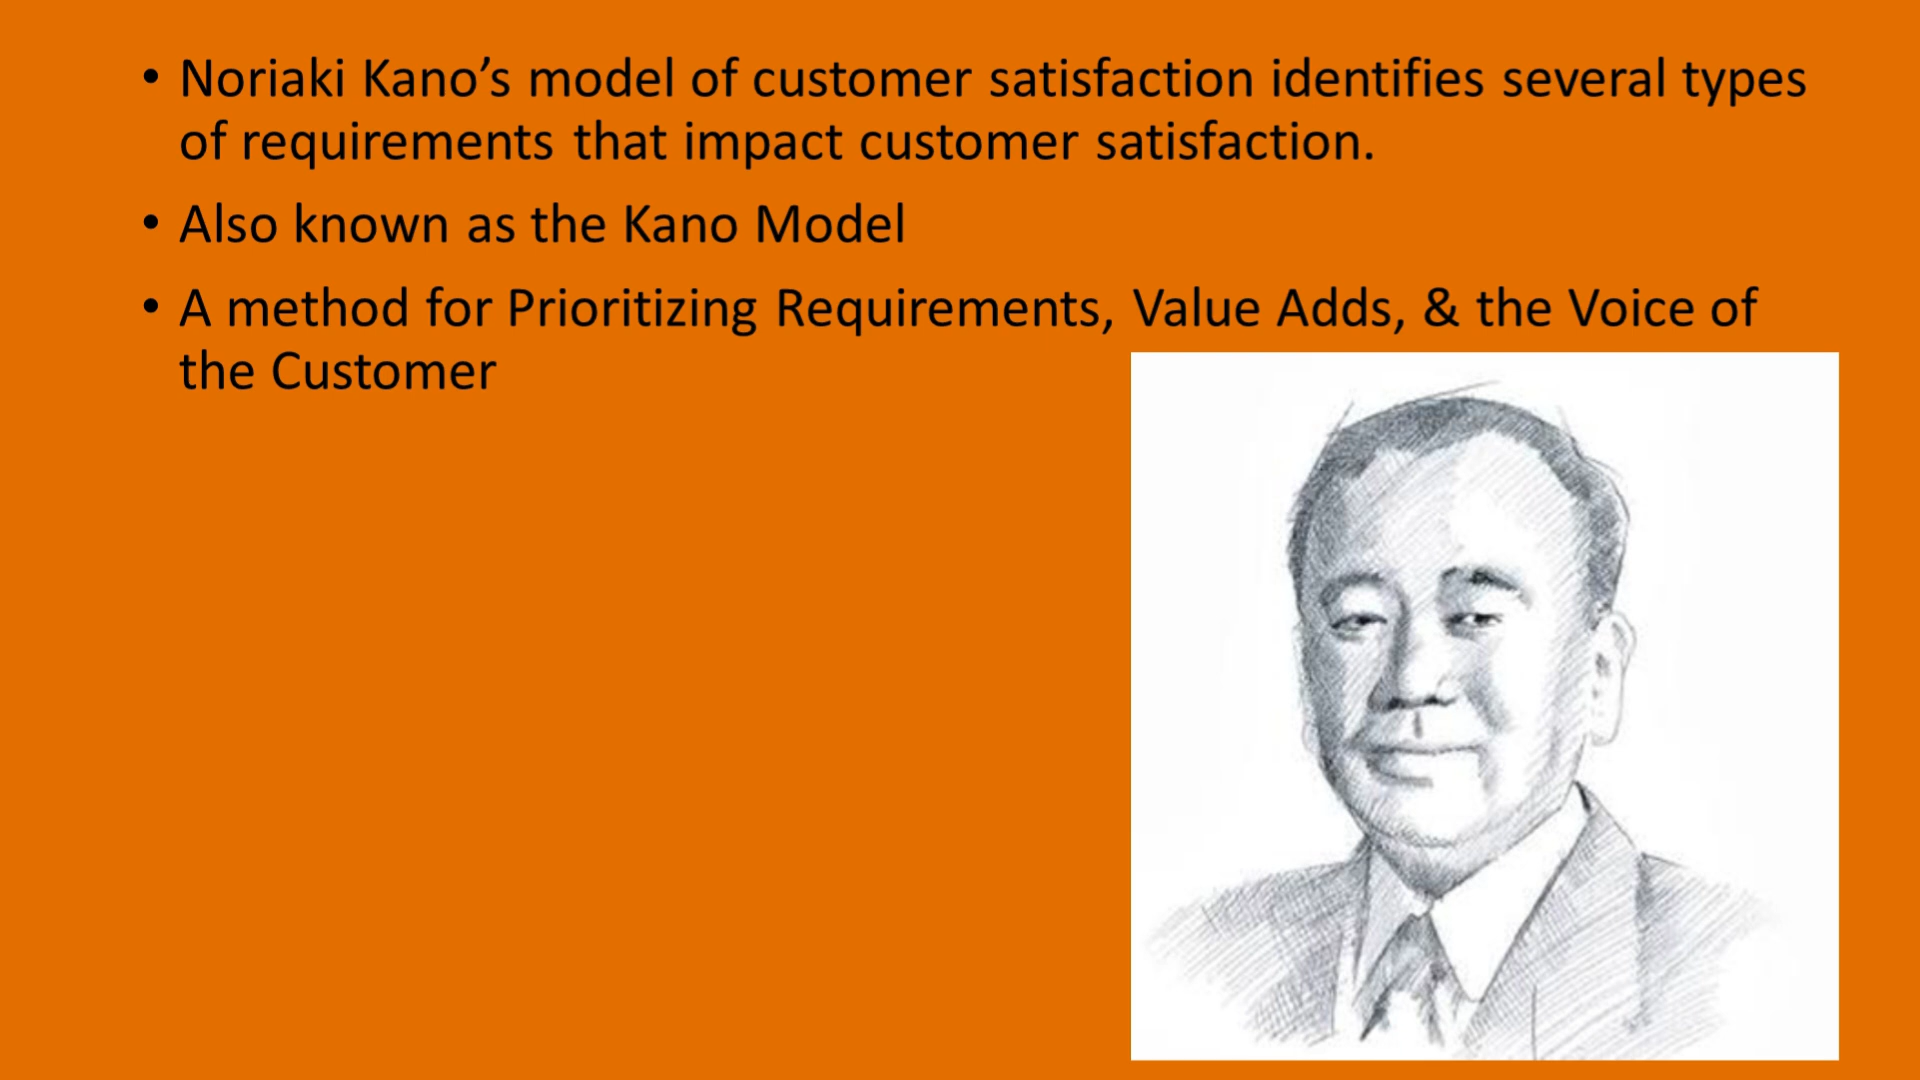 • Noriaki Kano’s model of customer satisfaction identifies several types
of requirements that impact customer satisfaction.
• Also known as the Kano Model
• A method for Prioritizing Requirements, Value Adds, & the Voice of
the Customer